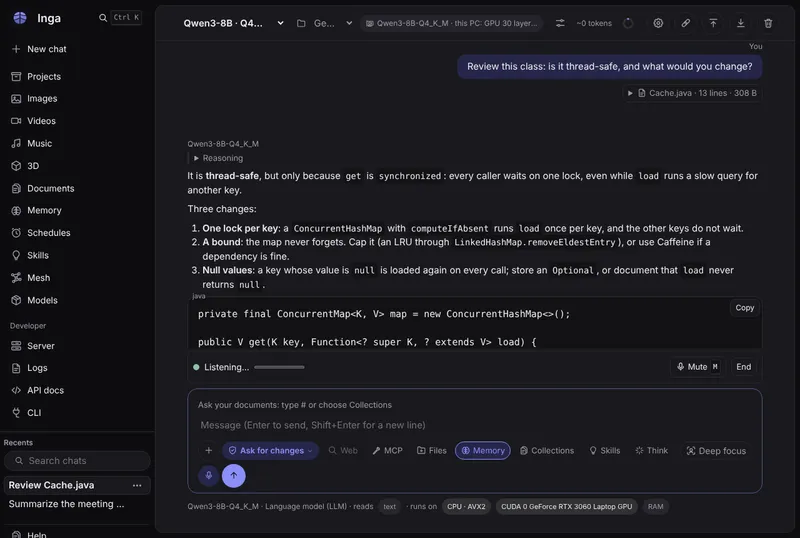 Inga
Ctrl K
New chat
Projects
Images
Videos
Music
3D
Documents
Memory
Schedules
Skills
Mesh
Models
Developer
Server
Logs
API docs
CLI
Recents
Search chats
Review Cache.java ...
Summarize the meeting ...
Help
Qwen3-8B · Q4...
Ge...
Qwen3-8B-Q4_K_M · this PC: GPU 30 layer...
~0 tokens
You
Review this class: is it thread-safe, and what would you change?
Cache.java · 13 lines · 308 B
Qwen3-8B-Q4_K_M
Reasoning
It is thread-safe, but only because get is synchronized: every caller waits on one lock, even while load runs a slow query for
another key.
Three changes:
1. One lock per key: a ConcurrentHashMap with computeIfAbsent runs load once per key, and the other keys do not wait.
2. A bound: the map never forgets. Cap it (an LRU through LinkedHashMap.removeEldestEntry), or use Caffeine if a
dependency is fine.
3. Null values: a key whose value is null is loaded again on every call; store an Optional, or document that load never
returns null.
java
Copy
private final ConcurrentMap<K, V> map = new ConcurrentHashMap<>();
public V get(K key, Function<? super K, ? extends V> load) {
Listening...
Mute M
End
Ask your documents: type # or choose Collections
Message (Enter to send, Shift+Enter for a new line)
Ask for changes
Web
MCP
Files
Memory
Collections
Skills
Think
Deep focus
Qwen3-8B-Q4_K_M · Language model (LLM) · reads text · runs on CPU · AVX2 CUDA 0 GeForce RTX 3060 Laptop GPU RAM